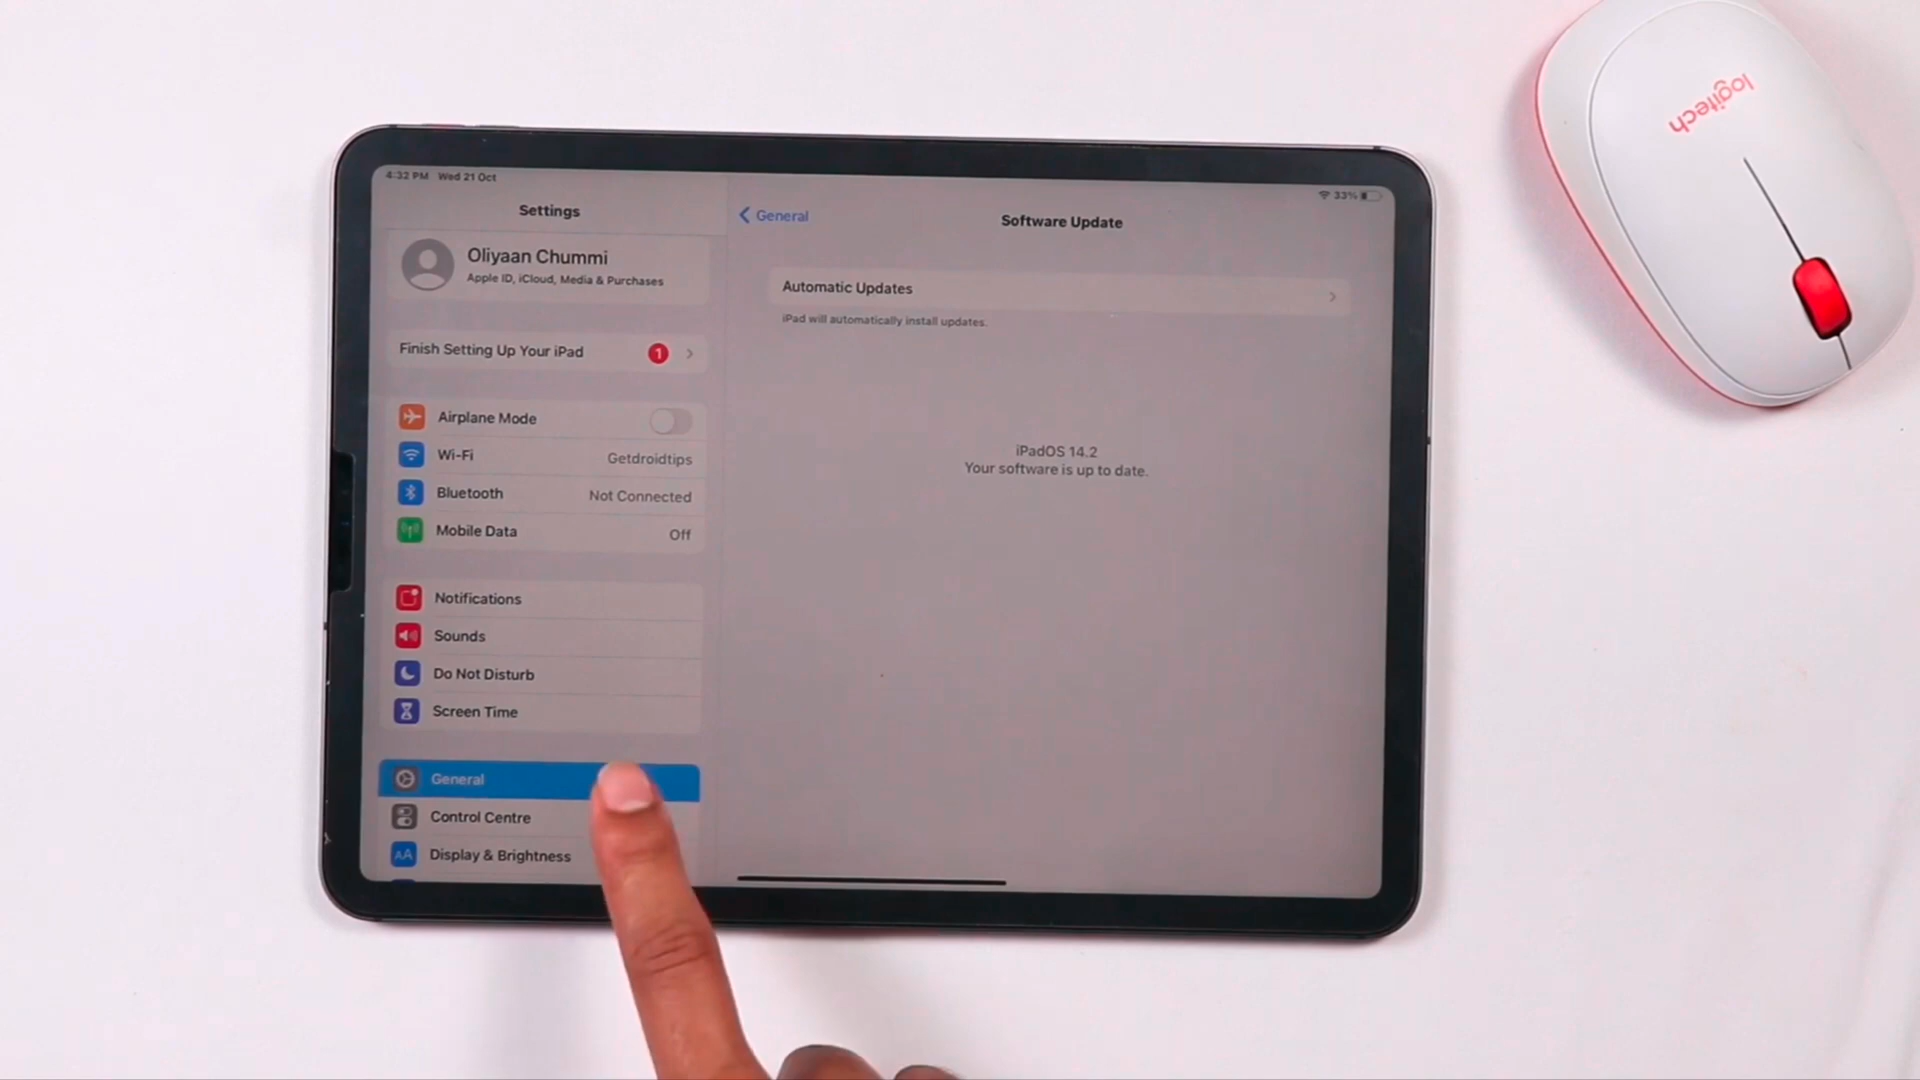 4:32 PM Wed 21 Oct
33%
Settings
Oliyaan Chummi
Apple ID, iCloud, Media & Purchases
Finish Setting Up Your iPad 1
Airplane Mode
Wi-Fi Getdroidtips
Bluetooth Not Connected
Mobile Data Off
Notifications
Sounds
Do Not Disturb
Screen Time
General
Control Centre
AA Display & Brightness
General
Software Update
Automatic Updates
iPad will automatically install updates.
iPadOS 14.2
Your software is up to date.
logitech